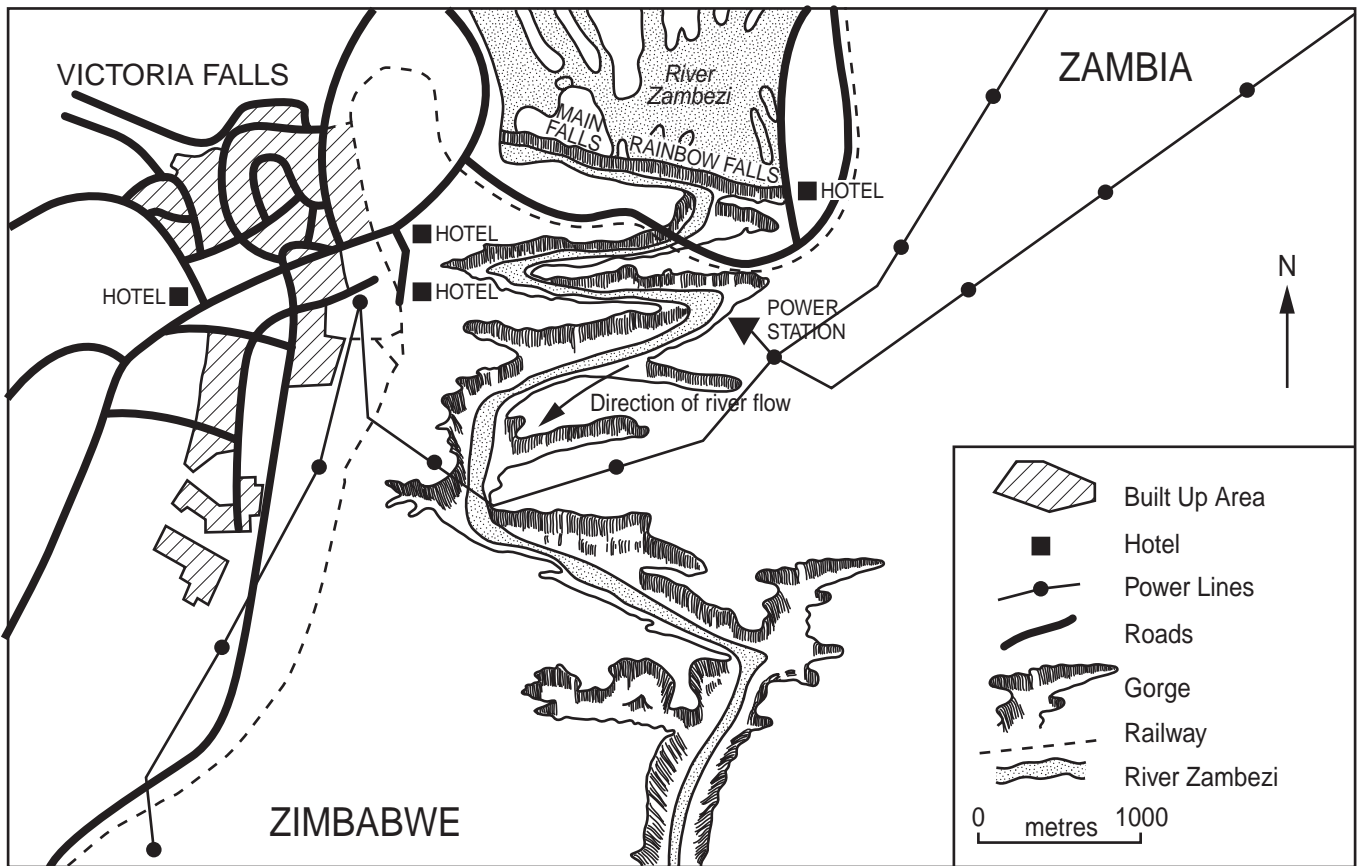 VICTORIA FALLS
River
Zambezi
ZAMBIA
MAIN
FALLS
RAINBOW FALLS
HOTEL
HOTEL
HOTEL
HOTEL
POWER
STATION
N
Direction of river flow
ZIMBABWE
Built Up Area
Hotel
Power Lines
Roads
Gorge
Railway
River Zambezi
0 1000
metres